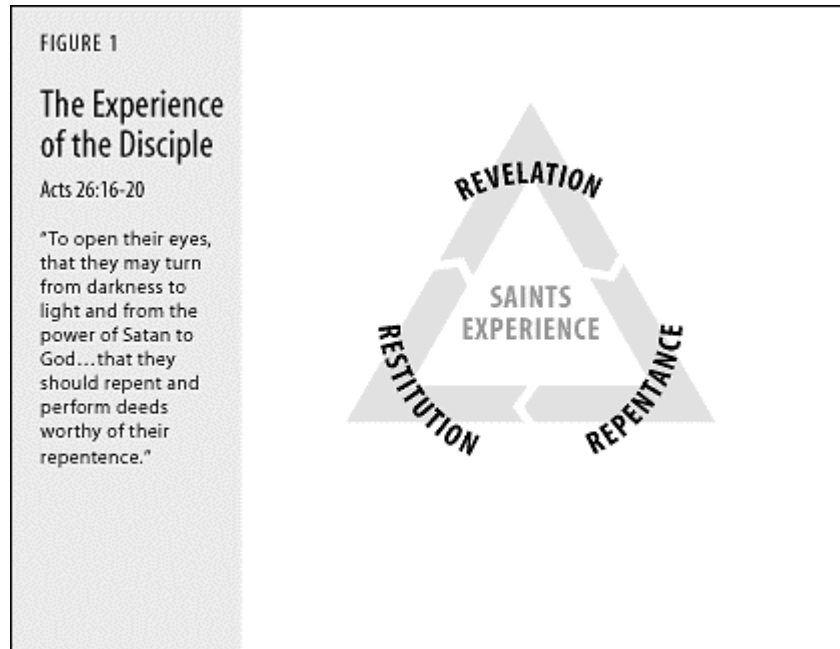 FIGURE 1
The Experience
of the Disciple
Acts 26:16-20
"To open their eyes,
that they may turn
from darkness to
light and from the
power of Satan to
God...that they
should repent and
perform deeds
worthy of their
repentence."
REVELATION
SAINTS
EXPERIENCE
RESTITUTION
REPENTANCE